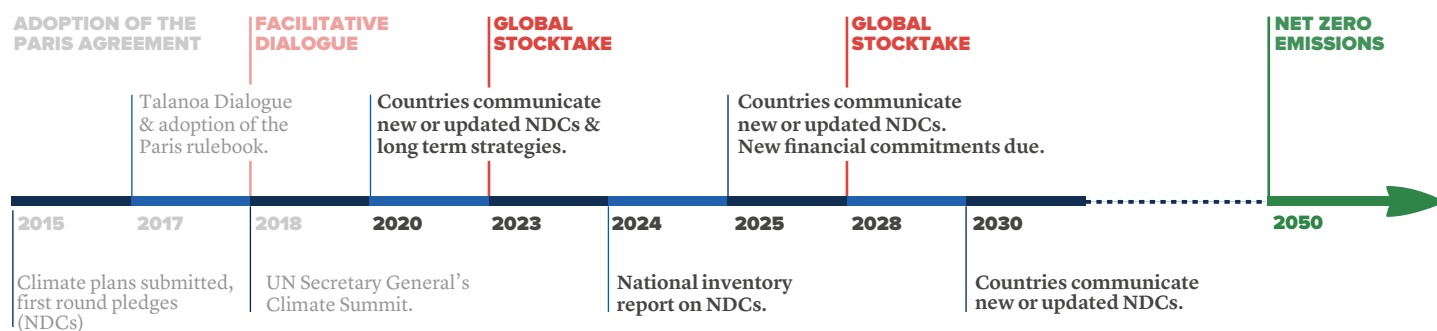 ADOPTION OF THE
PARIS AGREEMENT
FACILITATIVE
DIALOGUE
GLOBAL
STOCKTAKE
GLOBAL
STOCKTAKE
NET ZERO
EMISSIONS
Talanoa Dialogue
& adoption of the
Paris rulebook.
Countries communicate
new or updated NDCs &
long term strategies.
Countries communicate
new or updated NDCs.
New financial commitments due.
2015
2017
2018
2020
2023
2024
2025
2028
2030
2050
Climate plans submitted,
first round pledges
(NDCs)
UN Secretary General’s
Climate Summit.
National inventory
report on NDCs.
Countries communicate
new or updated NDCs.